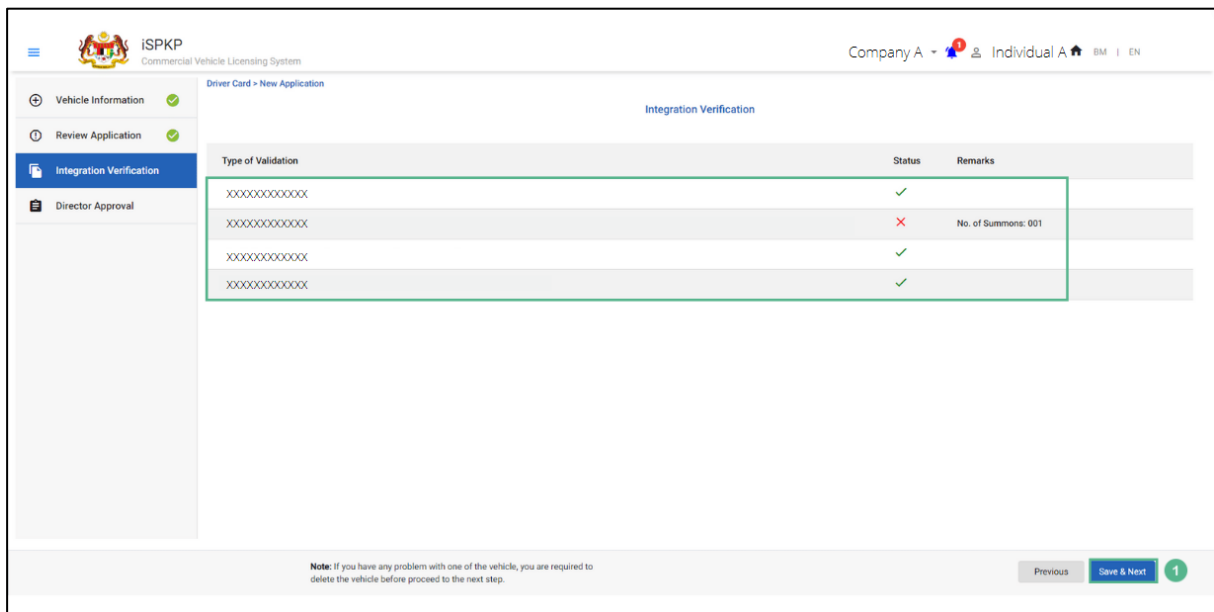 iSPKP
Commercial Vehicle Licensing System
Company A 1 Individual A BM | EN
Vehicle Information
Review Application
Integration Verification
Director Approval
Driver Card > New Application
Integration Verification
Type of Validation Status Remarks
XXXXXXXXXXXX
XXXXXXXXXXXX No. of Summons: 001
XXXXXXXXXXXX
XXXXXXXXXXXX
Note: If you have any problem with one of the vehicle, you are required to
delete the vehicle before proceed to the next step.
Previous Save & Next 1